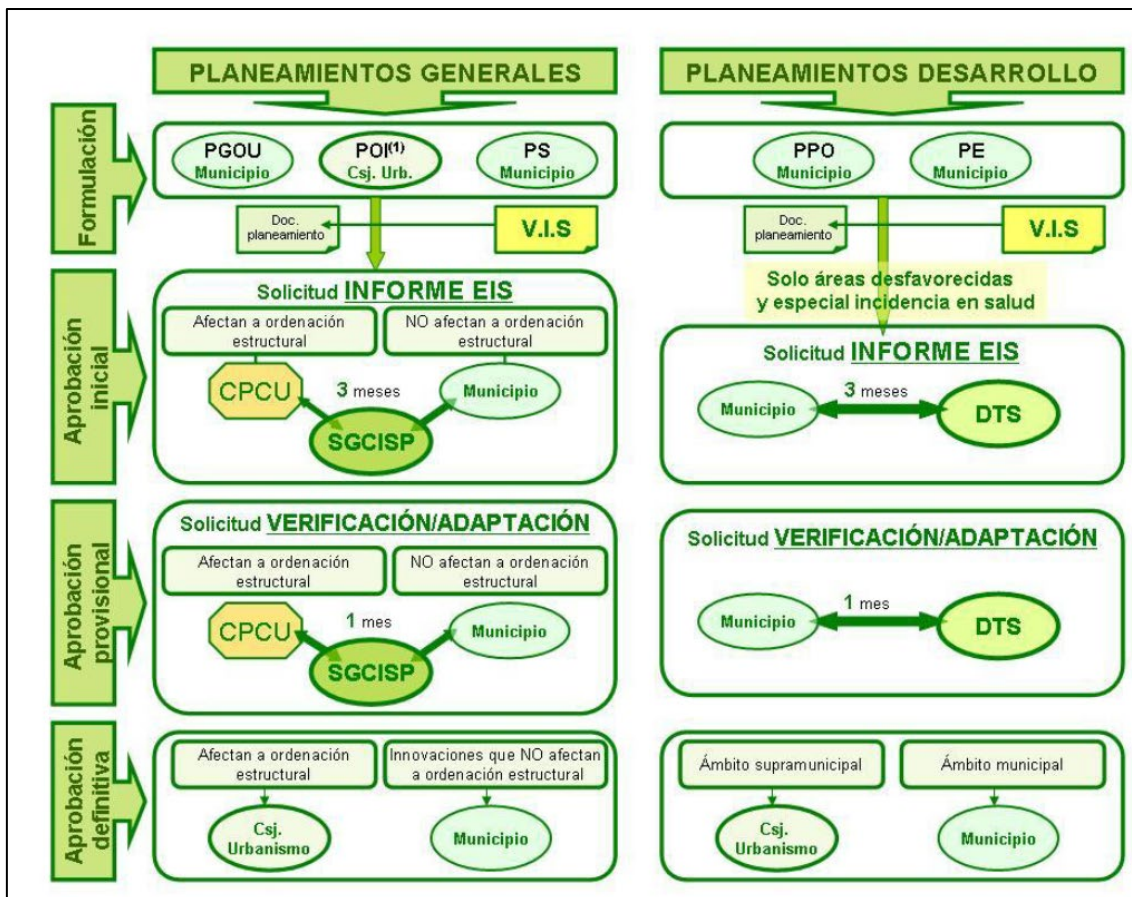 PLANEAMIENTOS GENERALES
PLANEAMIENTOS DESARROLLO
Formulación
PGOU
Municipio
POI(1)
Csj. Urb.
PS
Municipio
PPO
Municipio
PE
Municipio
Doc.
planeamiento
V.I.S
Doc.
planeamiento
V.I.S
Solo áreas desfavorecidas
y especial incidencia en salud
Aprobación
inicial
Solicitud INFORME EIS
Afectan a ordenación
estructural
NO afectan a ordenación
estructural
CPCU
3 meses
Municipio
SGCISP
Solicitud INFORME EIS
Municipio
3 meses
DTS
Aprobación
provisional
Solicitud VERIFICACIÓN/ADAPTACIÓN
Afectan a ordenación
estructural
NO afectan a ordenación
estructural
CPCU
1 mes
Municipio
SGCISP
Solicitud VERIFICACIÓN/ADAPTACIÓN
Municipio
1 mes
DTS
Aprobación
definitiva
Afectan a ordenación
estructural
Innovaciones que NO afectan
a ordenación estructural
Csj.
Urbanismo
Municipio
Ámbito supramunicipal
Ámbito municipal
Csj.
Urbanismo
Municipio